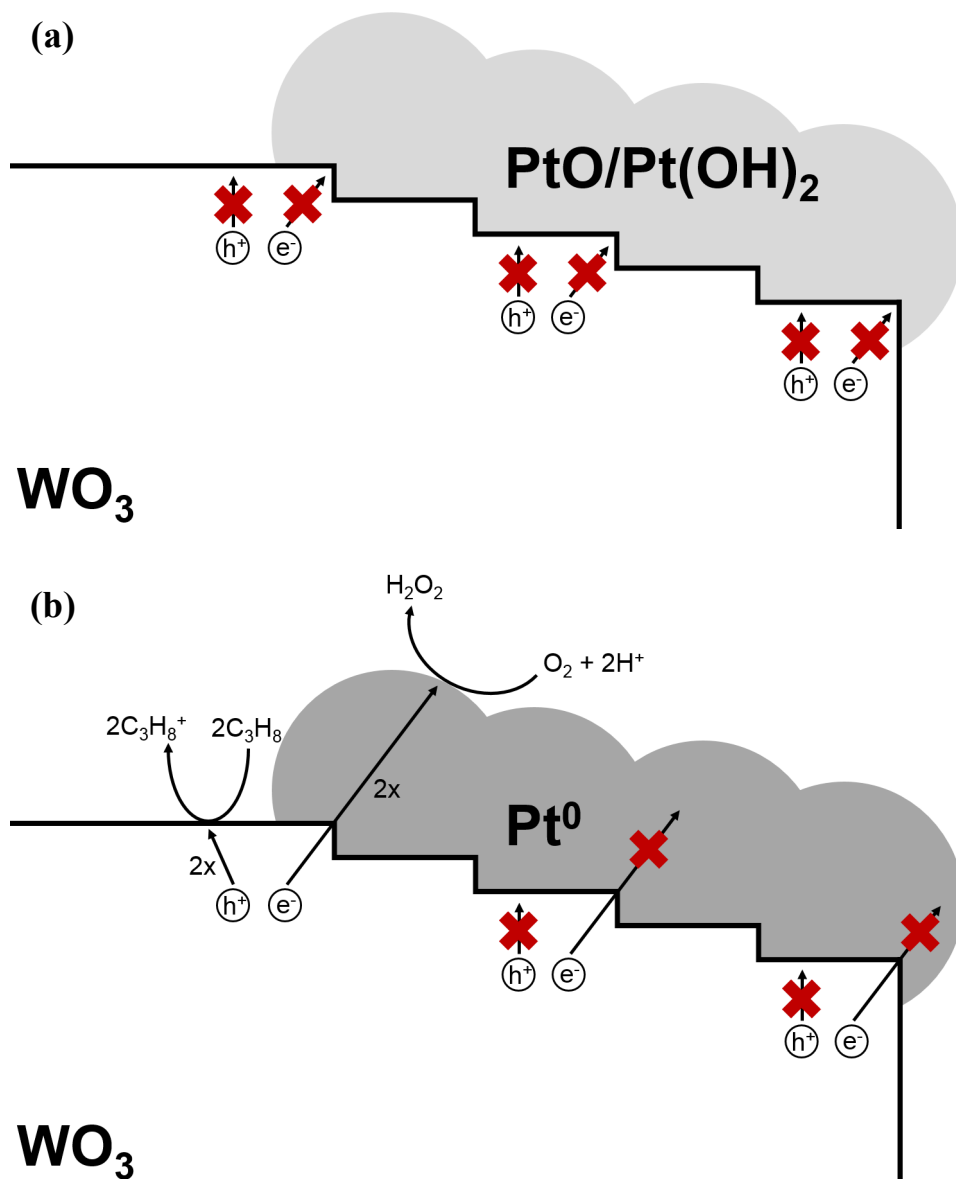 (a)
PtO/Pt(OH)₂
h⁺ e⁻
h⁺ e⁻
h⁺ e⁻
WO₃
(b)
H₂O₂
O₂ + 2H⁺
2C₃H₈⁺ 2C₃H₈
2x
Pt⁰
2x
h⁺ e⁻
h⁺ e⁻
h⁺ e⁻
WO₃